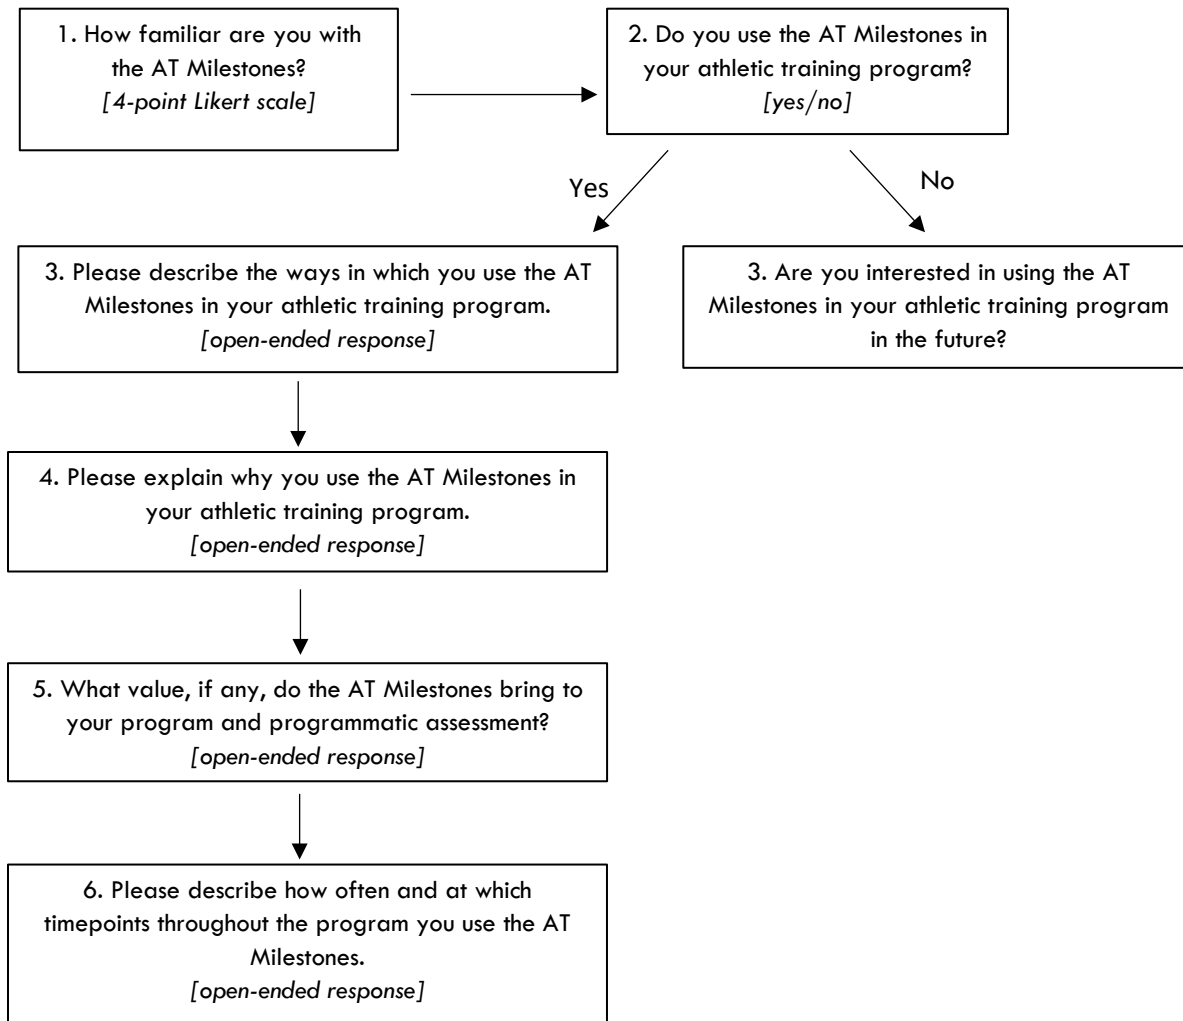 1. How familiar are you with
the AT Milestones?
[4-point Likert scale]
2. Do you use the AT Milestones in
your athletic training program?
[yes/no]
Yes
No
3. Please describe the ways in which you use the AT
Milestones in your athletic training program.
[open-ended response]
3. Are you interested in using the AT
Milestones in your athletic training program
in the future?
4. Please explain why you use the AT Milestones in
your athletic training program.
[open-ended response]
5. What value, if any, do the AT Milestones bring to
your program and programmatic assessment?
[open-ended response]
6. Please describe how often and at which
timepoints throughout the program you use the AT
Milestones.
[open-ended response]